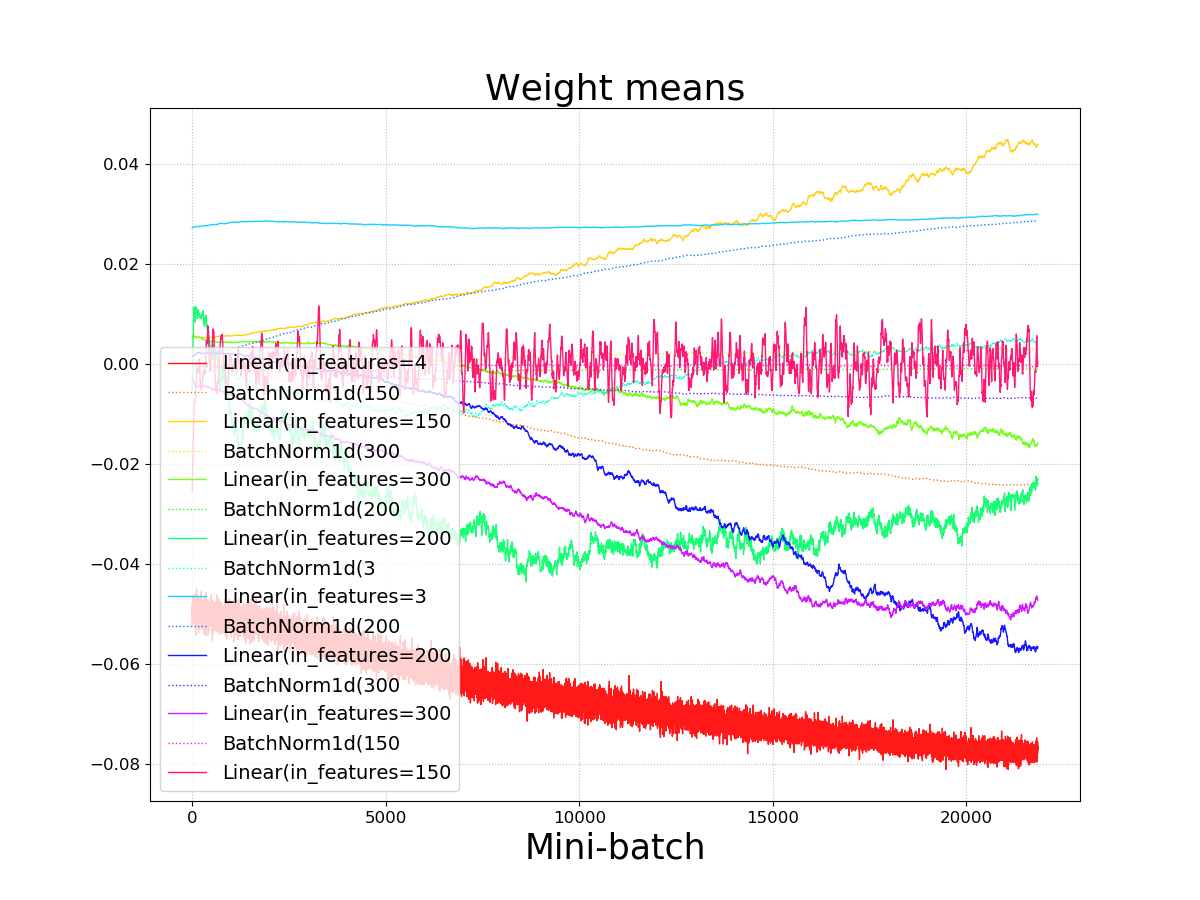 Weight means
0.04
0.02
0.00
−0.02
−0.04
−0.06
−0.08
Linear(in_features=4
BatchNorm1d(150
Linear(in_features=150
BatchNorm1d(300
Linear(in_features=300
BatchNorm1d(200
Linear(in_features=200
BatchNorm1d(3
Linear(in_features=3
BatchNorm1d(200
Linear(in_features=200
BatchNorm1d(300
Linear(in_features=300
BatchNorm1d(150
Linear(in_features=150
0 5000 10000 15000 20000
Mini-batch